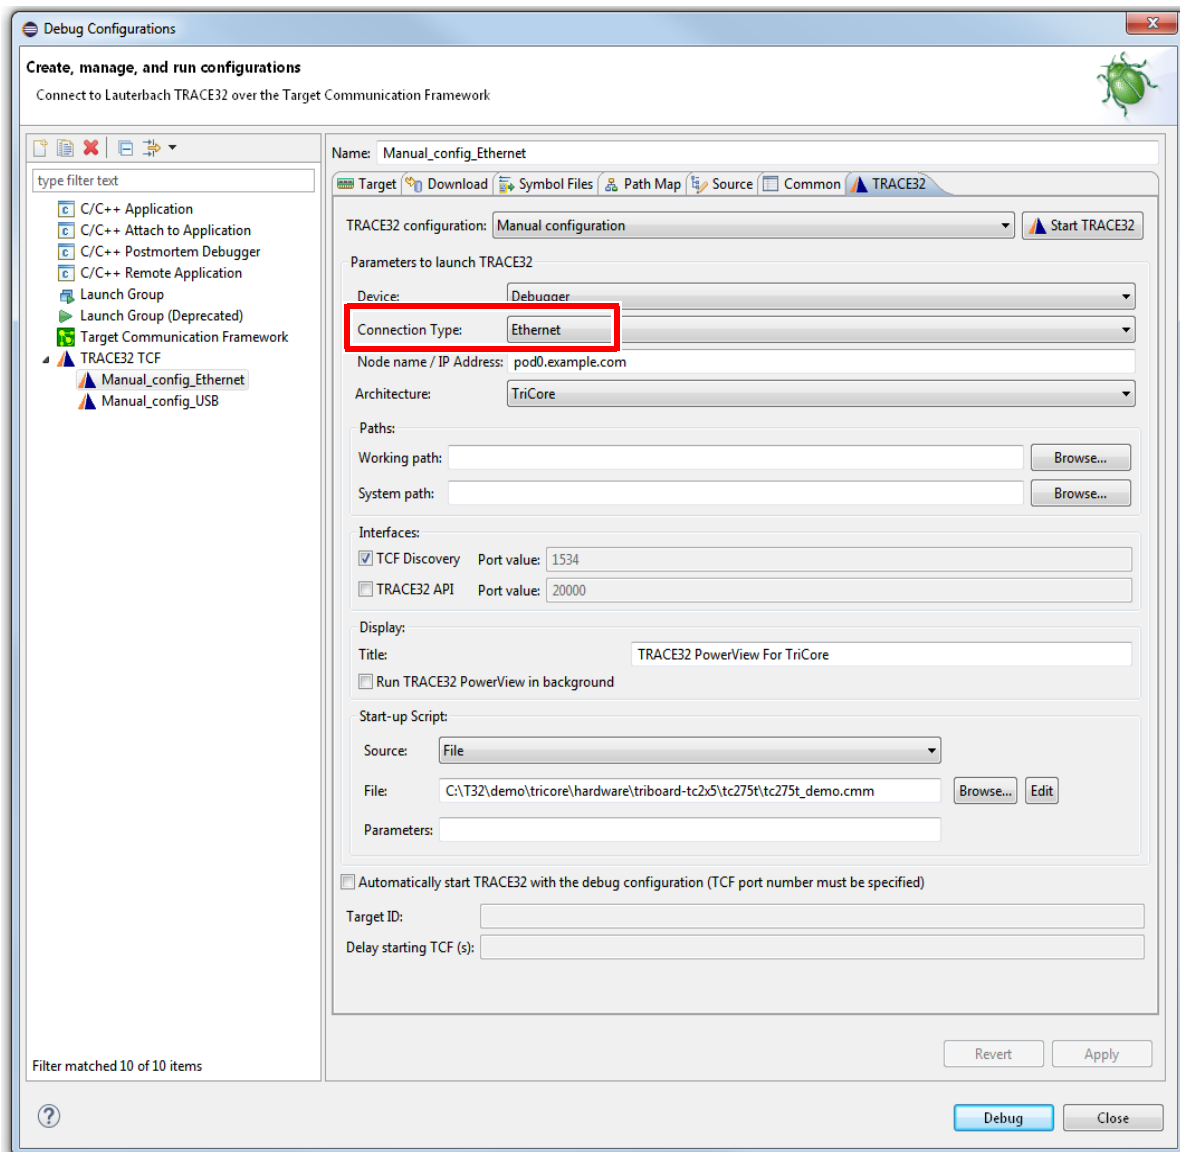 Debug Configurations
Create, manage, and run configurations
Connect to Lauterbach TRACE32 over the Target Communication Framework
type filter text
C/C++ Application
C/C++ Attach to Application
C/C++ Postmortem Debugger
C/C++ Remote Application
Launch Group
Launch Group (Deprecated)
Target Communication Framework
TRACE32 TCF
Manual_config_Ethernet
Manual_config_USB
Filter matched 10 of 10 items
Name: Manual_config_Ethernet
Target Download Symbol Files Path Map Source Common TRACE32
TRACE32 configuration: Manual configuration Start TRACE32
Parameters to launch TRACE32
Device: Debugger
Connection Type: Ethernet
Node name / IP Address: pod0.example.com
Architecture: TriCore
Paths:
Working path: Browse...
System path: Browse...
Interfaces:
TCF Discovery Port value: 1534
TRACE32 API Port value: 20000
Display:
Title: TRACE32 PowerView For TriCore
Run TRACE32 PowerView in background
Start-up Script:
Source: File
File: C:\T32\demo\tricore\hardware\triboard-tc2x5\tc275t\tc275t_demo.cmm Browse... Edit
Parameters:
Automatically start TRACE32 with the debug configuration (TCF port number must be specified)
Target ID:
Delay starting TCF (s):
Revert Apply
Debug Close